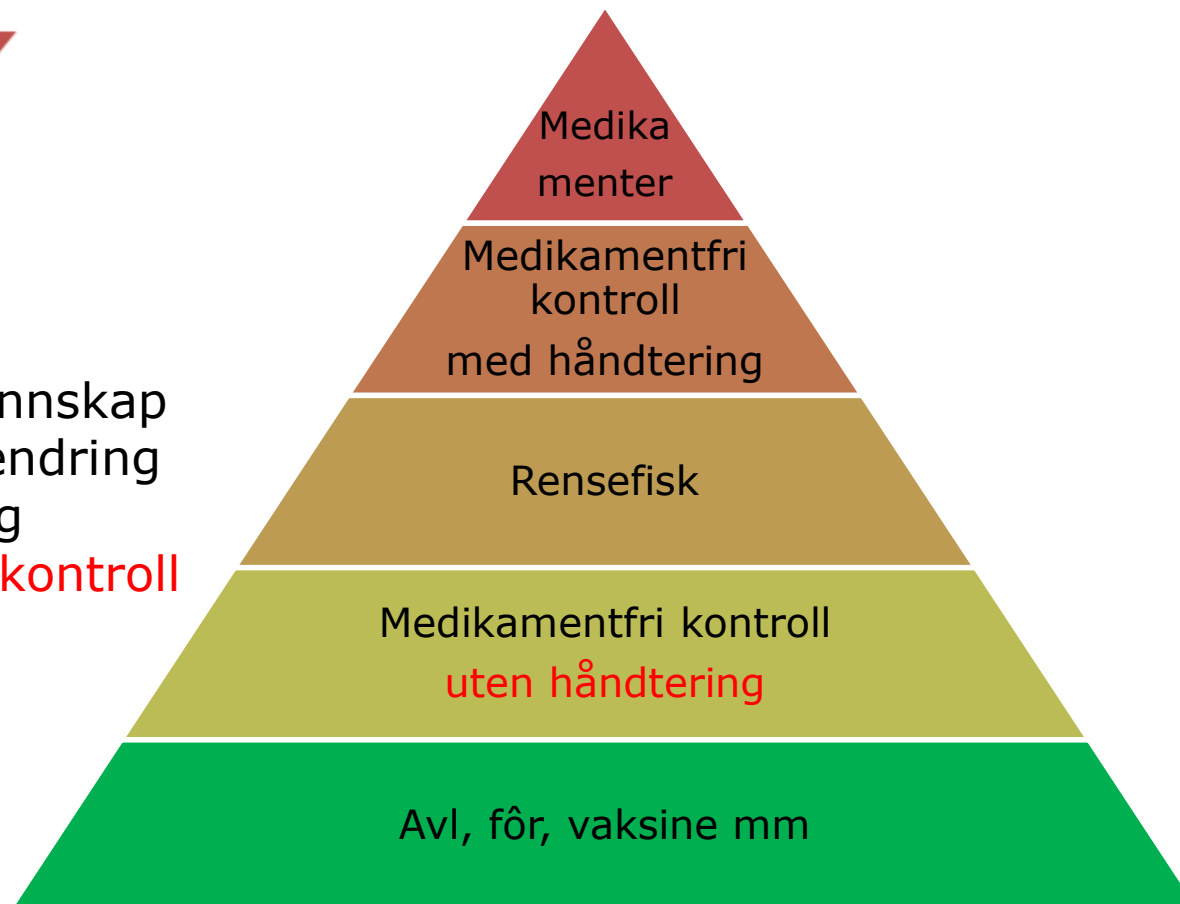 Medika
menter
Medikamentfri
kontroll
med håndtering
nnskap
endring
g
kontroll
Rensefisk
Medikamentfri kontroll
uten håndtering
Avl, fôr, vaksine mm